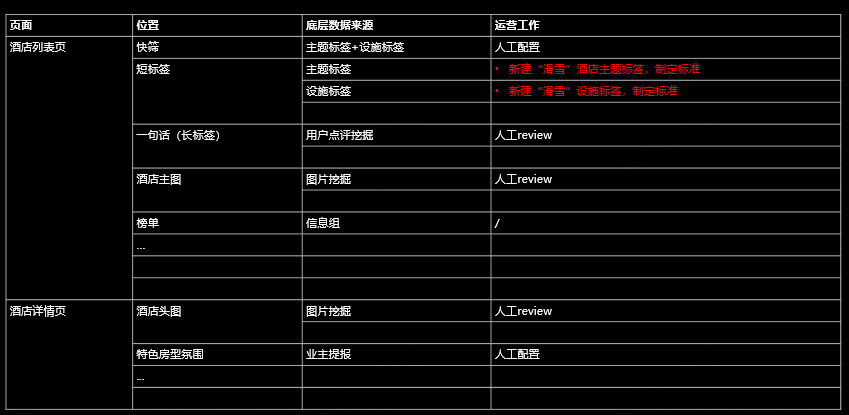 页面 位置 底层数据来源 运营工作
酒店列表页 快筛 主题标签+设施标签 人工配置
短标签 主题标签 • 新建“滑雪”酒店主题标签，制定标准
设施标签 • 新建“滑雪”设施标签，制定标准
一句话（长标签） 用户点评挖掘 人工review
酒店主图 图片挖掘 人工review
榜单 信息组 /
...
酒店详情页 酒店头图 图片挖掘 人工review
特色房型氛围 业主提报 人工配置
...